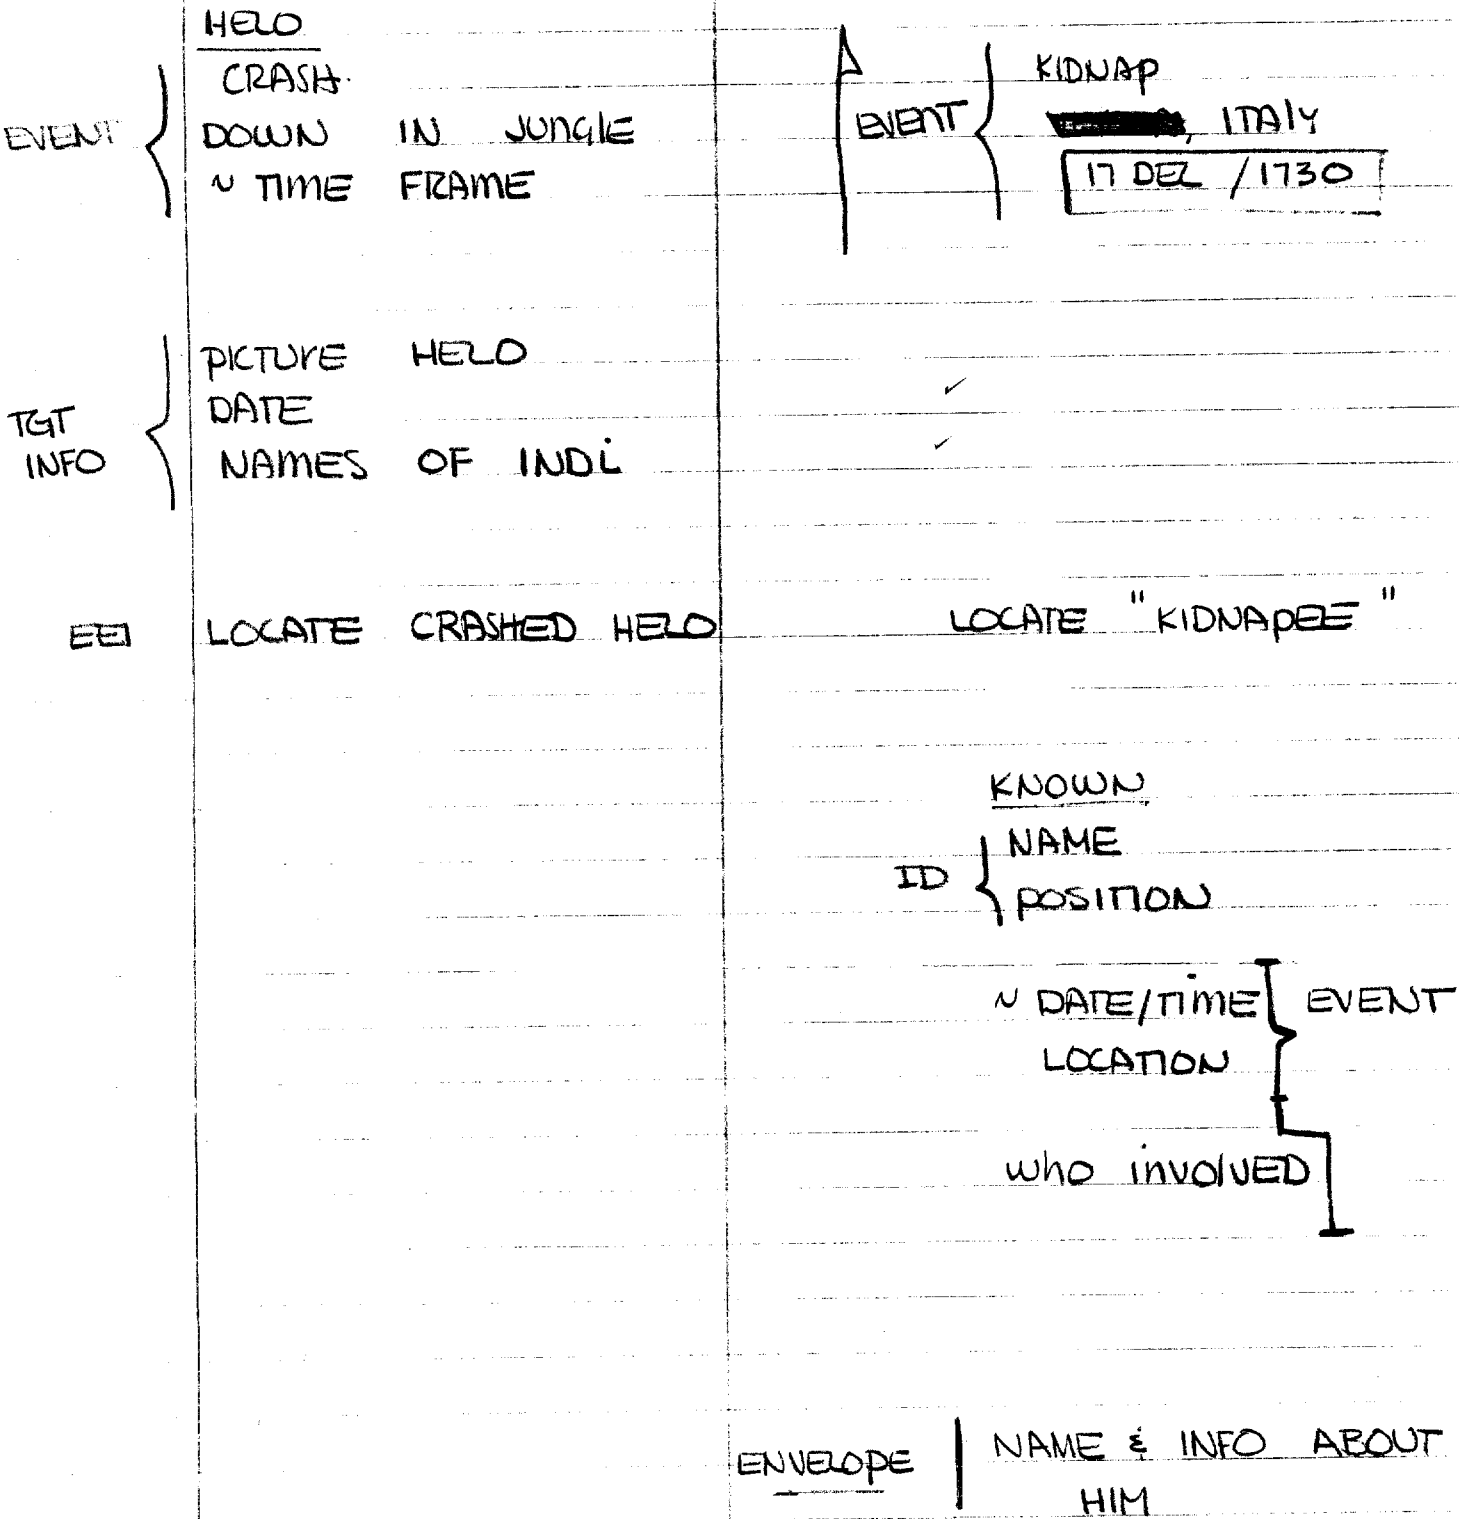 HELO
CRASH.
EVENT
DOWN IN JUNGLE
~ TIME FRAME
PICTURE HELO
TGT
INFO
DATE
NAMES OF INDI
EEI
LOCATE CRASHED HELO
EVENT
KIDNAP
, ITALY
17 DEC /1730
✓
✓
LOCATE "KIDNAPEE"
KNOWN
ID
NAME
POSITION
~ DATE/TIME
EVENT
LOCATION
who involVED
ENVELOPE
NAME & INFO ABOUT
HIM